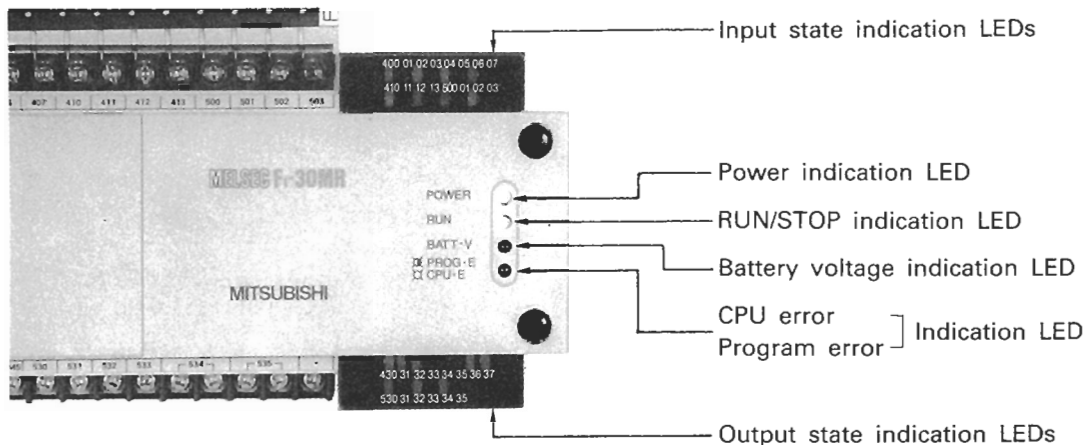 Input state indication LEDs
400 01 02 03 04 05 06 07
410 11 12 13 500 01 02 03
407 410 411 412 413 500 501 502 503
MELSEC F₁-30MR
POWER
RUN
BATT·V
PROG·E
CPU·E
MITSUBISHI
Power indication LED
RUN/STOP indication LED
Battery voltage indication LED
CPU error
Program error
Indication LED
530 531 532 533 534 535
430 31 32 33 34 35 36 37
530 31 32 33 34 35
Output state indication LEDs